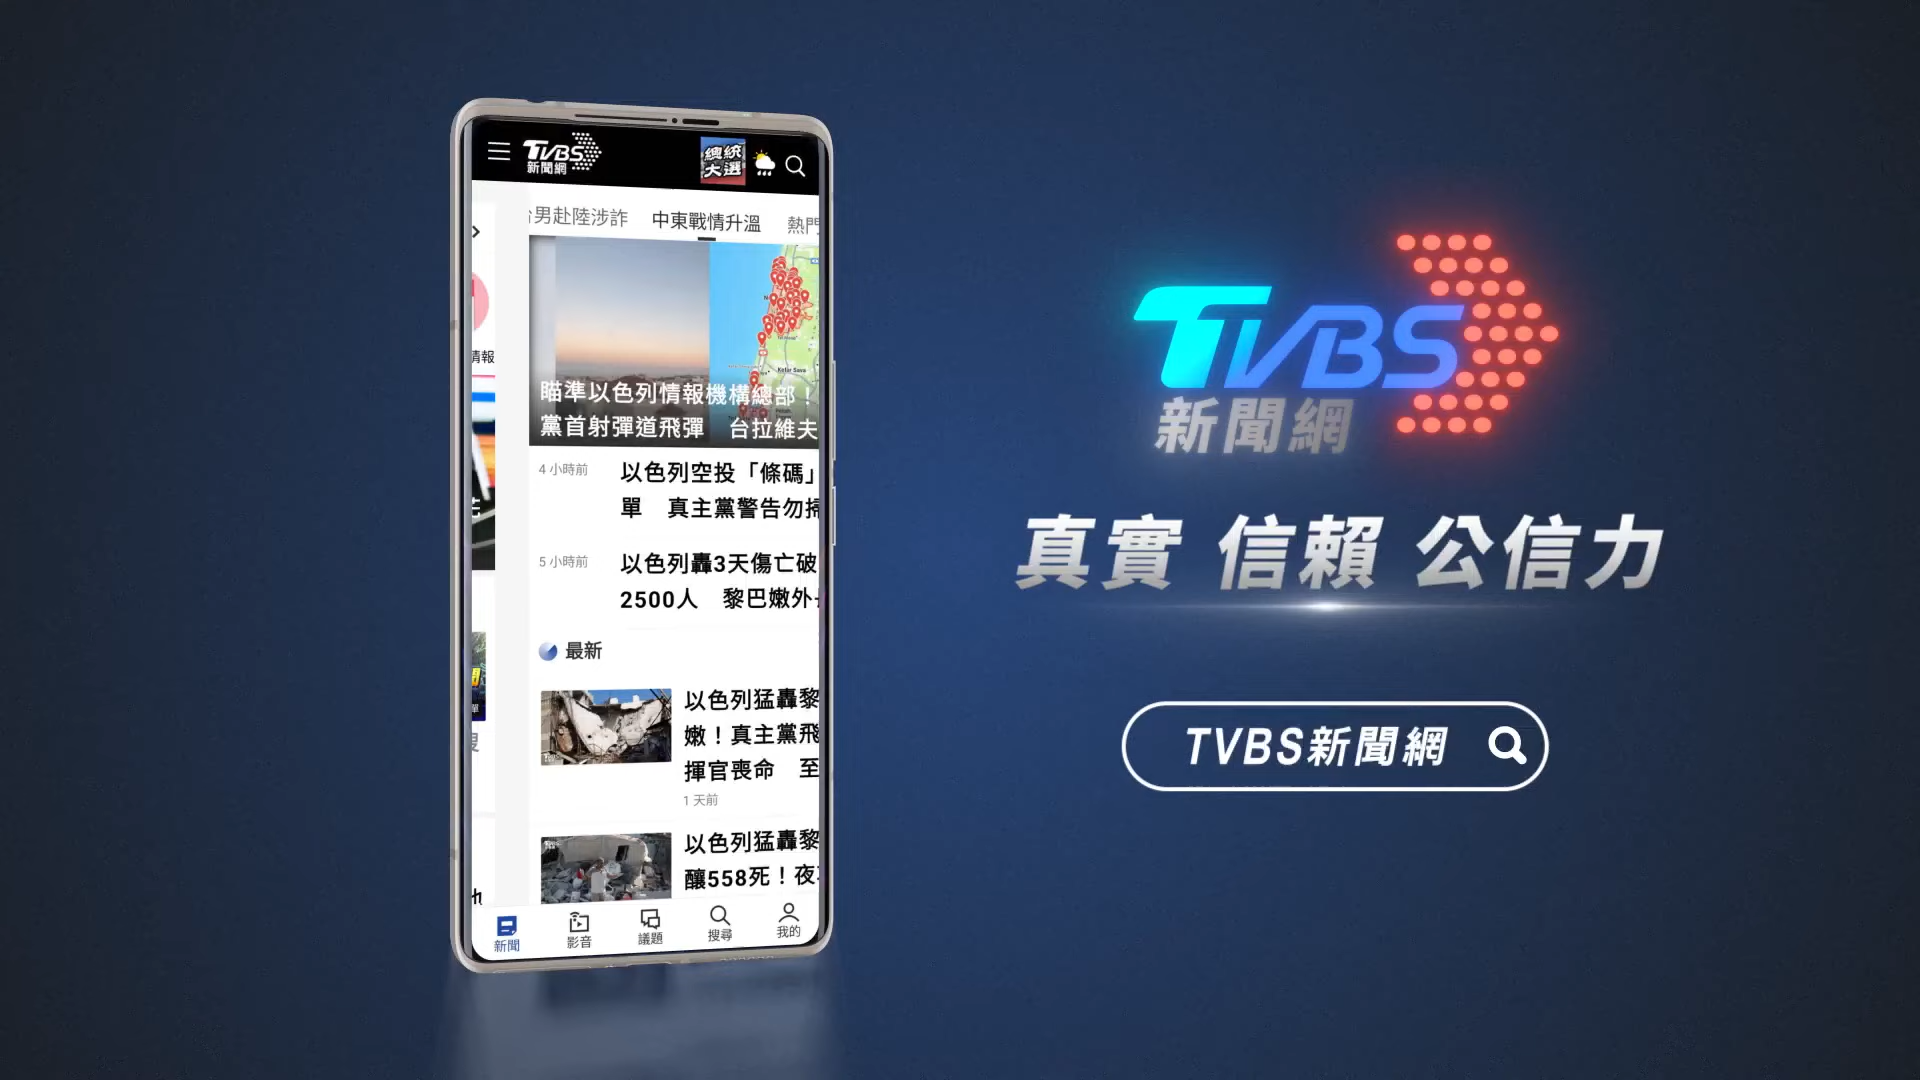 TVBS
新聞網
總統
大選
男赴陸涉詐 中東戰情升溫 熱門
情報
瞄準以色列情報機構總部！
黨首射彈道飛彈 台拉維夫
4 小時前
以色列空投「條碼」
單 真主黨警告勿掃
5 小時前
以色列轟3天傷亡破
2500人 黎巴嫩外
最新
以色列猛轟黎
嫩！真主黨飛
揮官喪命 至
1 天前
以色列猛轟黎
釀558死！夜
新聞
影音
議題
搜尋
我的
TVBS
新聞網
真實 信賴 公信力
TVBS新聞網